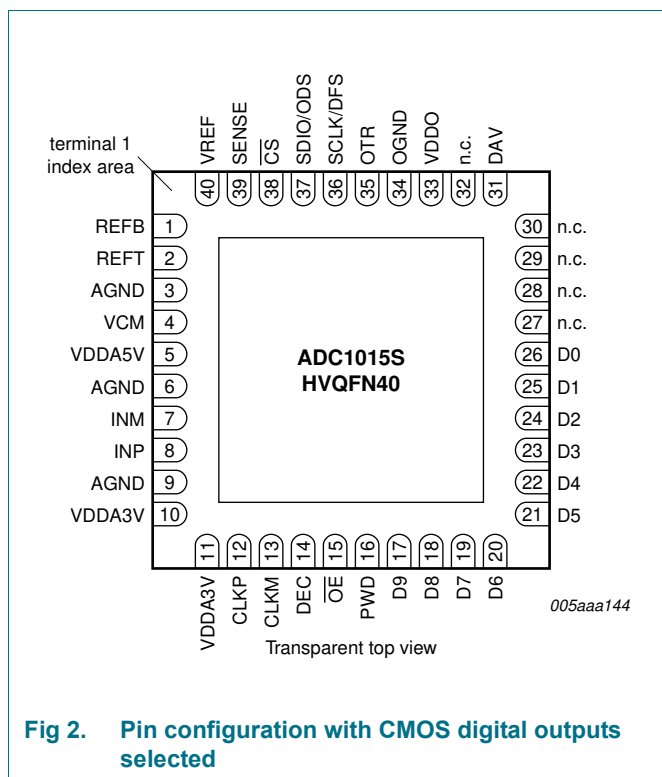 terminal 1
index area
VREF
SENSE
CS
SDIO/ODS
SCLK/DFS
OTR
OGND
VDDO
n.c.
DAV
40
39
38
37
36
35
34
33
32
31
REFB 1
REFT 2
AGND 3
VCM 4
VDDA5V 5
AGND 6
INM 7
INP 8
AGND 9
VDDA3V 10
ADC1015S
HVQFN40
30 n.c.
29 n.c.
28 n.c.
27 n.c.
26 D0
25 D1
24 D2
23 D3
22 D4
21 D5
11
12
13
14
15
16
17
18
19
20
VDDA3V
CLKP
CLKM
DEC
OE
PWD
D9
D8
D7
D6
005aaa144
Transparent top view
Fig 2. Pin configuration with CMOS digital outputs
selected